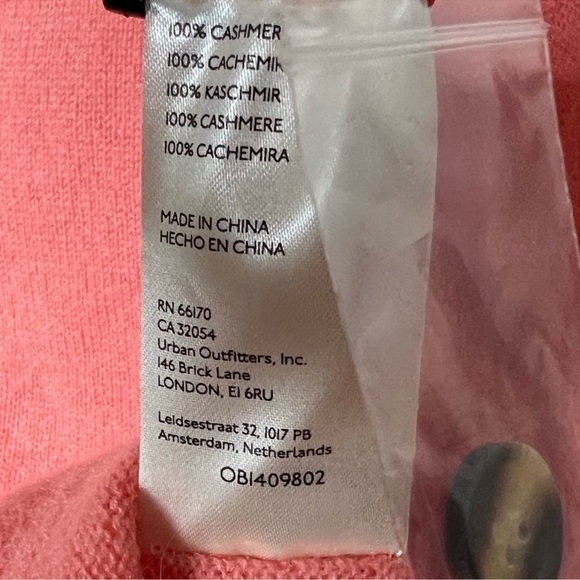 100% CASHMER
100% CACHEMIR
100% KASCHMIR
100% CASHMERE
100% CACHEMIRA
MADE IN CHINA
HECHO EN CHINA
RN 66170
CA 32054
Urban Outfitters, Inc.
146 Brick Lane
LONDON, E1 6RU
Leidsestraat 32, 1017 PB
Amsterdam, Netherlands
OB1409802